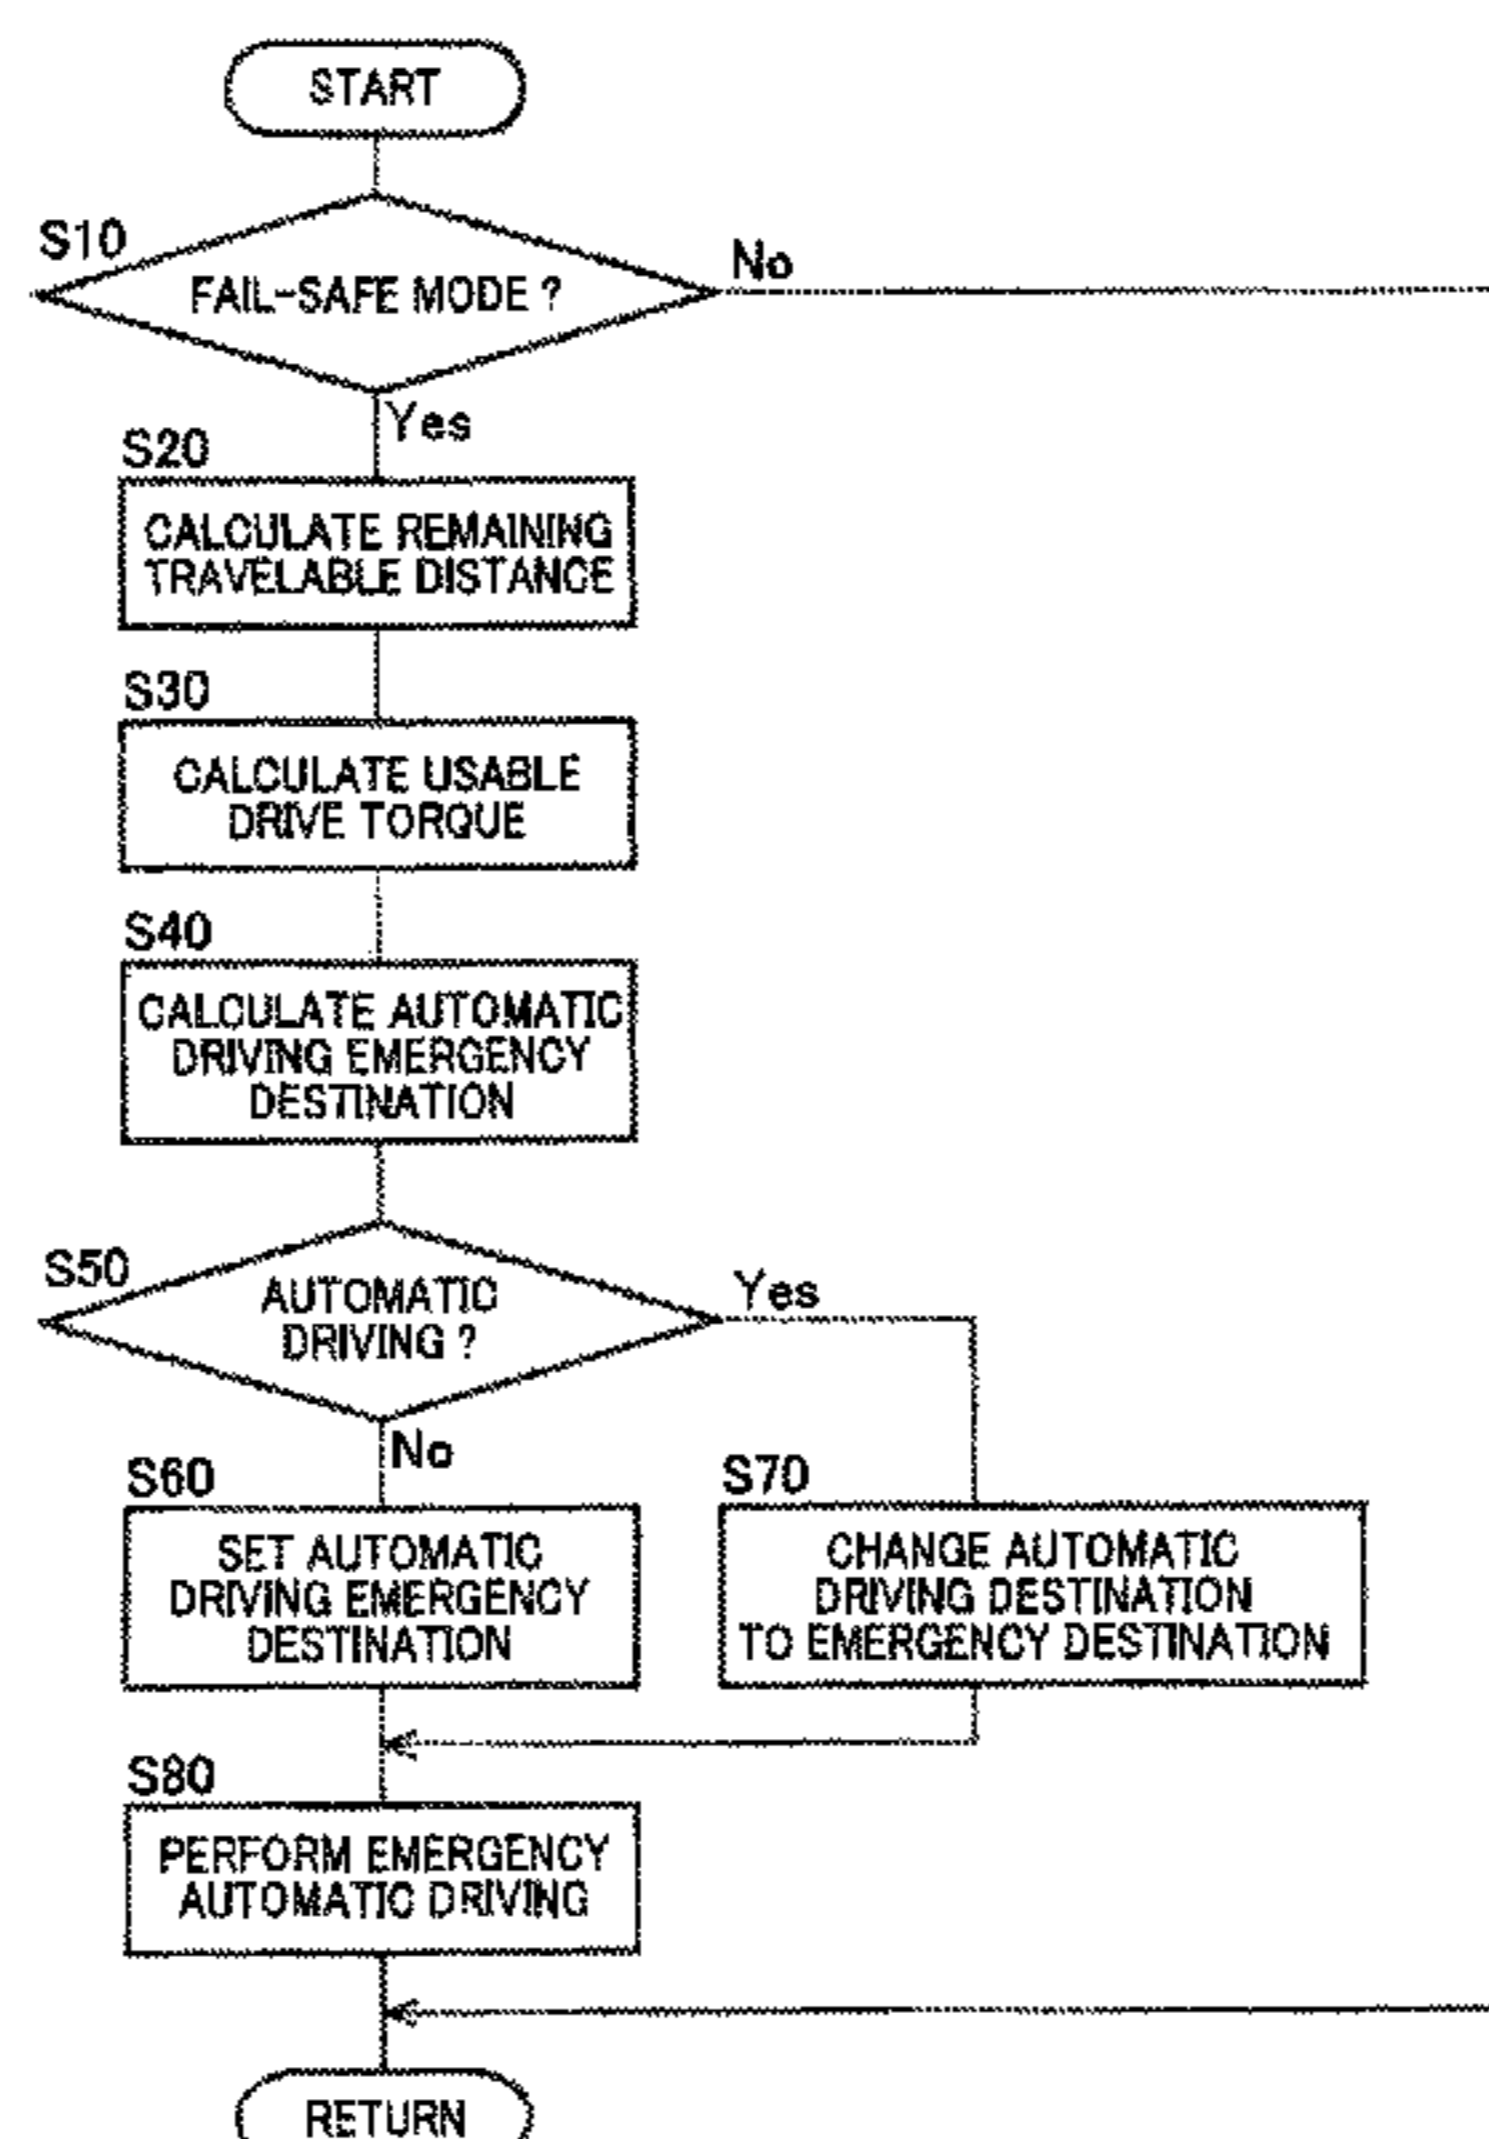 START
S10
FAIL-SAFE MODE ?
No
Yes
S20
CALCULATE REMAINING
TRAVELABLE DISTANCE
S30
CALCULATE USABLE
DRIVE TORQUE
S40
CALCULATE AUTOMATIC
DRIVING EMERGENCY
DESTINATION
S50
AUTOMATIC
DRIVING ?
Yes
No
S60
SET AUTOMATIC
DRIVING EMERGENCY
DESTINATION
S70
CHANGE AUTOMATIC
DRIVING DESTINATION
TO EMERGENCY DESTINATION
S80
PERFORM EMERGENCY
AUTOMATIC DRIVING
RETURN